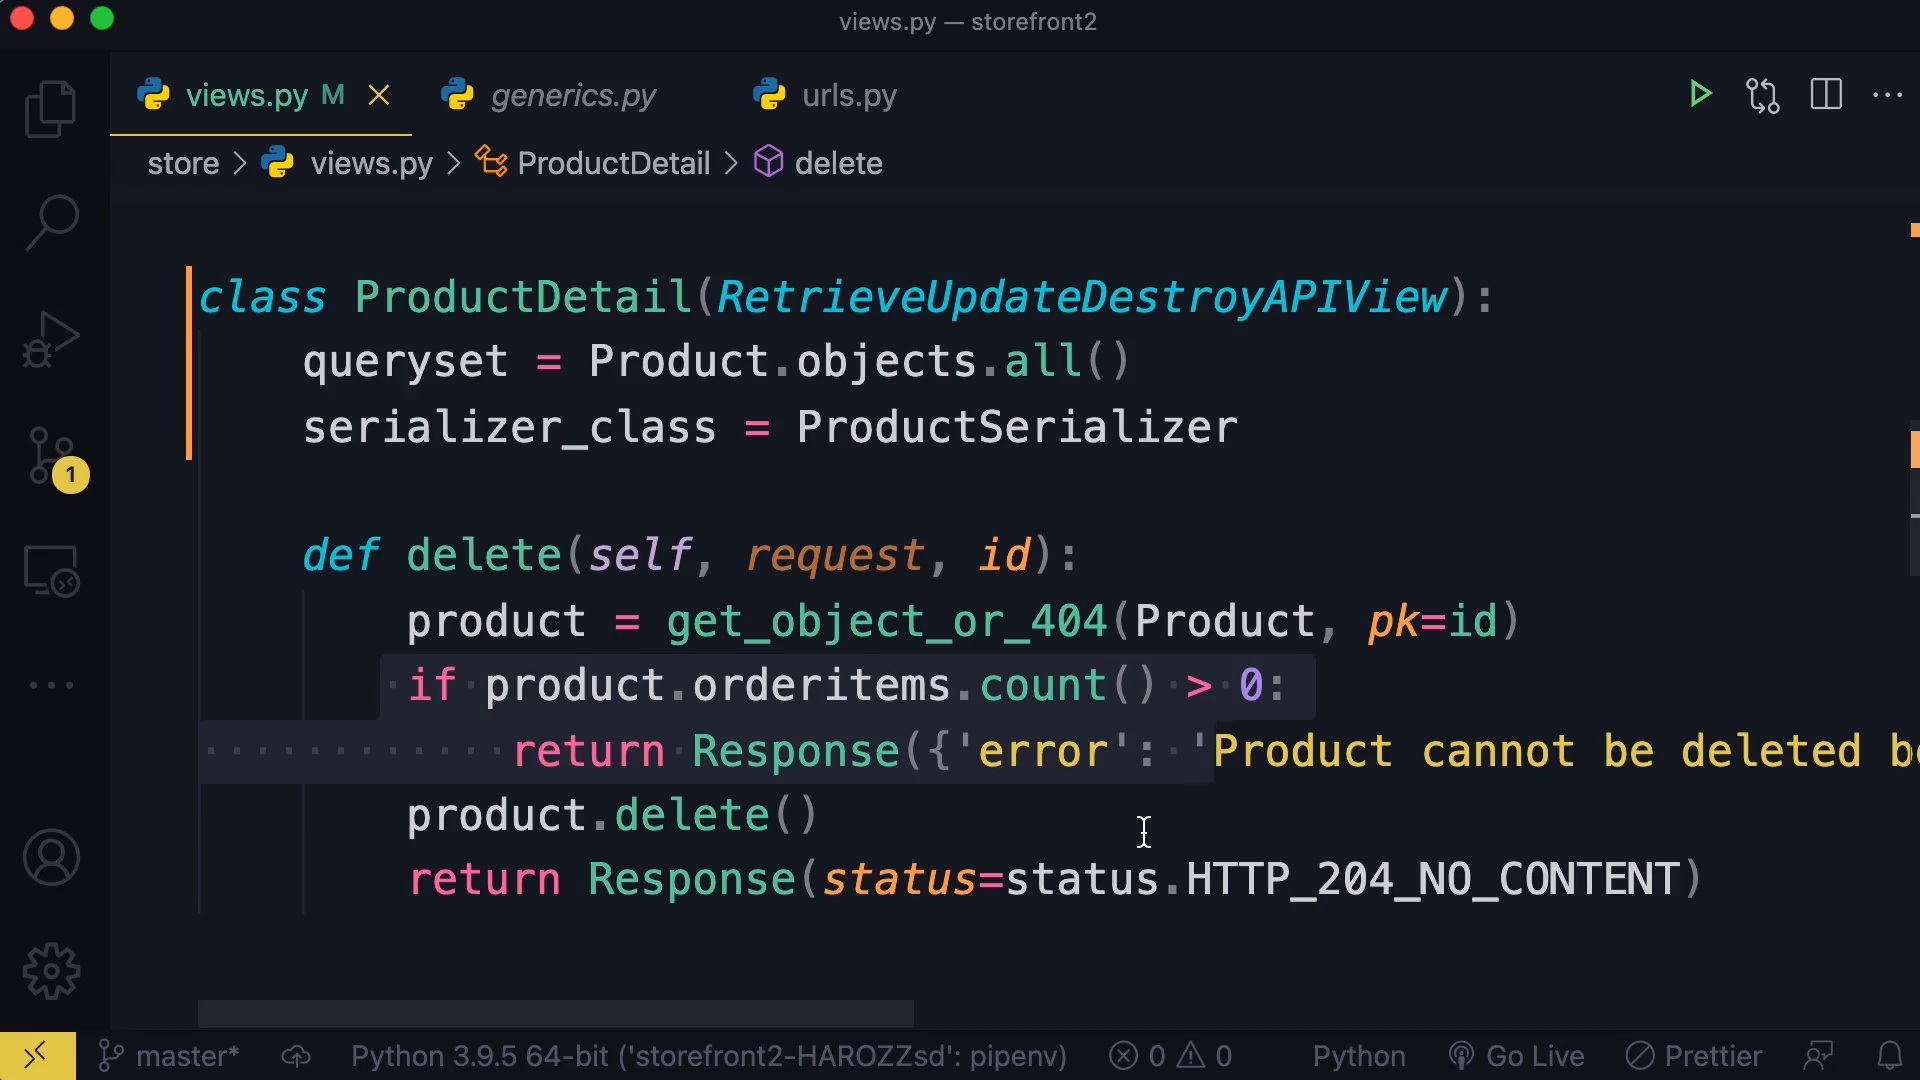 views.py — storefront2
views.py M generics.py urls.py
store > views.py > ProductDetail > delete
class ProductDetail(RetrieveUpdateDestroyAPIView):
queryset = Product.objects.all()
serializer_class = ProductSerializer
def delete(self, request, id):
product = get_object_or_404(Product, pk=id)
if product.orderitems.count() > 0:
return Response({'error': 'Product cannot be deleted
product.delete()
return Response(status=status.HTTP_204_NO_CONTENT)
1
master* Python 3.9.5 64-bit ('storefront2-HAROZZsd': pipenv) 0 0 Python Go Live Prettier